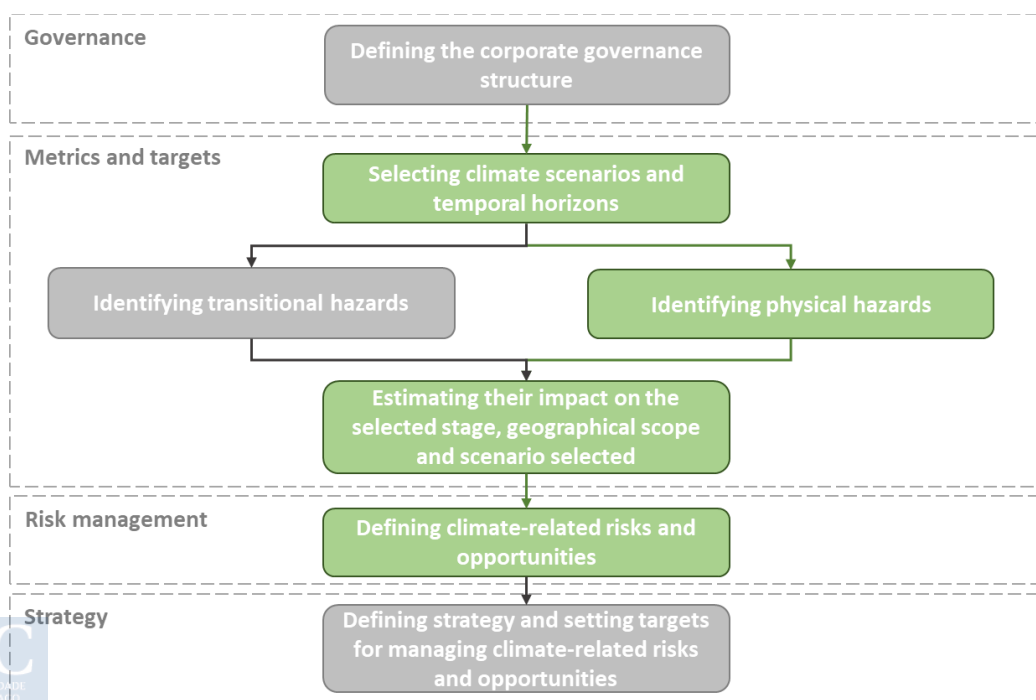 Governance
Defining the corporate governance
structure
Metrics and targets
Selecting climate scenarios and
temporal horizons
Identifying transitional hazards
Identifying physical hazards
Estimating their impact on the
selected stage, geographical scope
and scenario selected
Risk management
Defining climate-related risks and
opportunities
Strategy
Defining strategy and setting targets
for managing climate-related risks
and opportunities